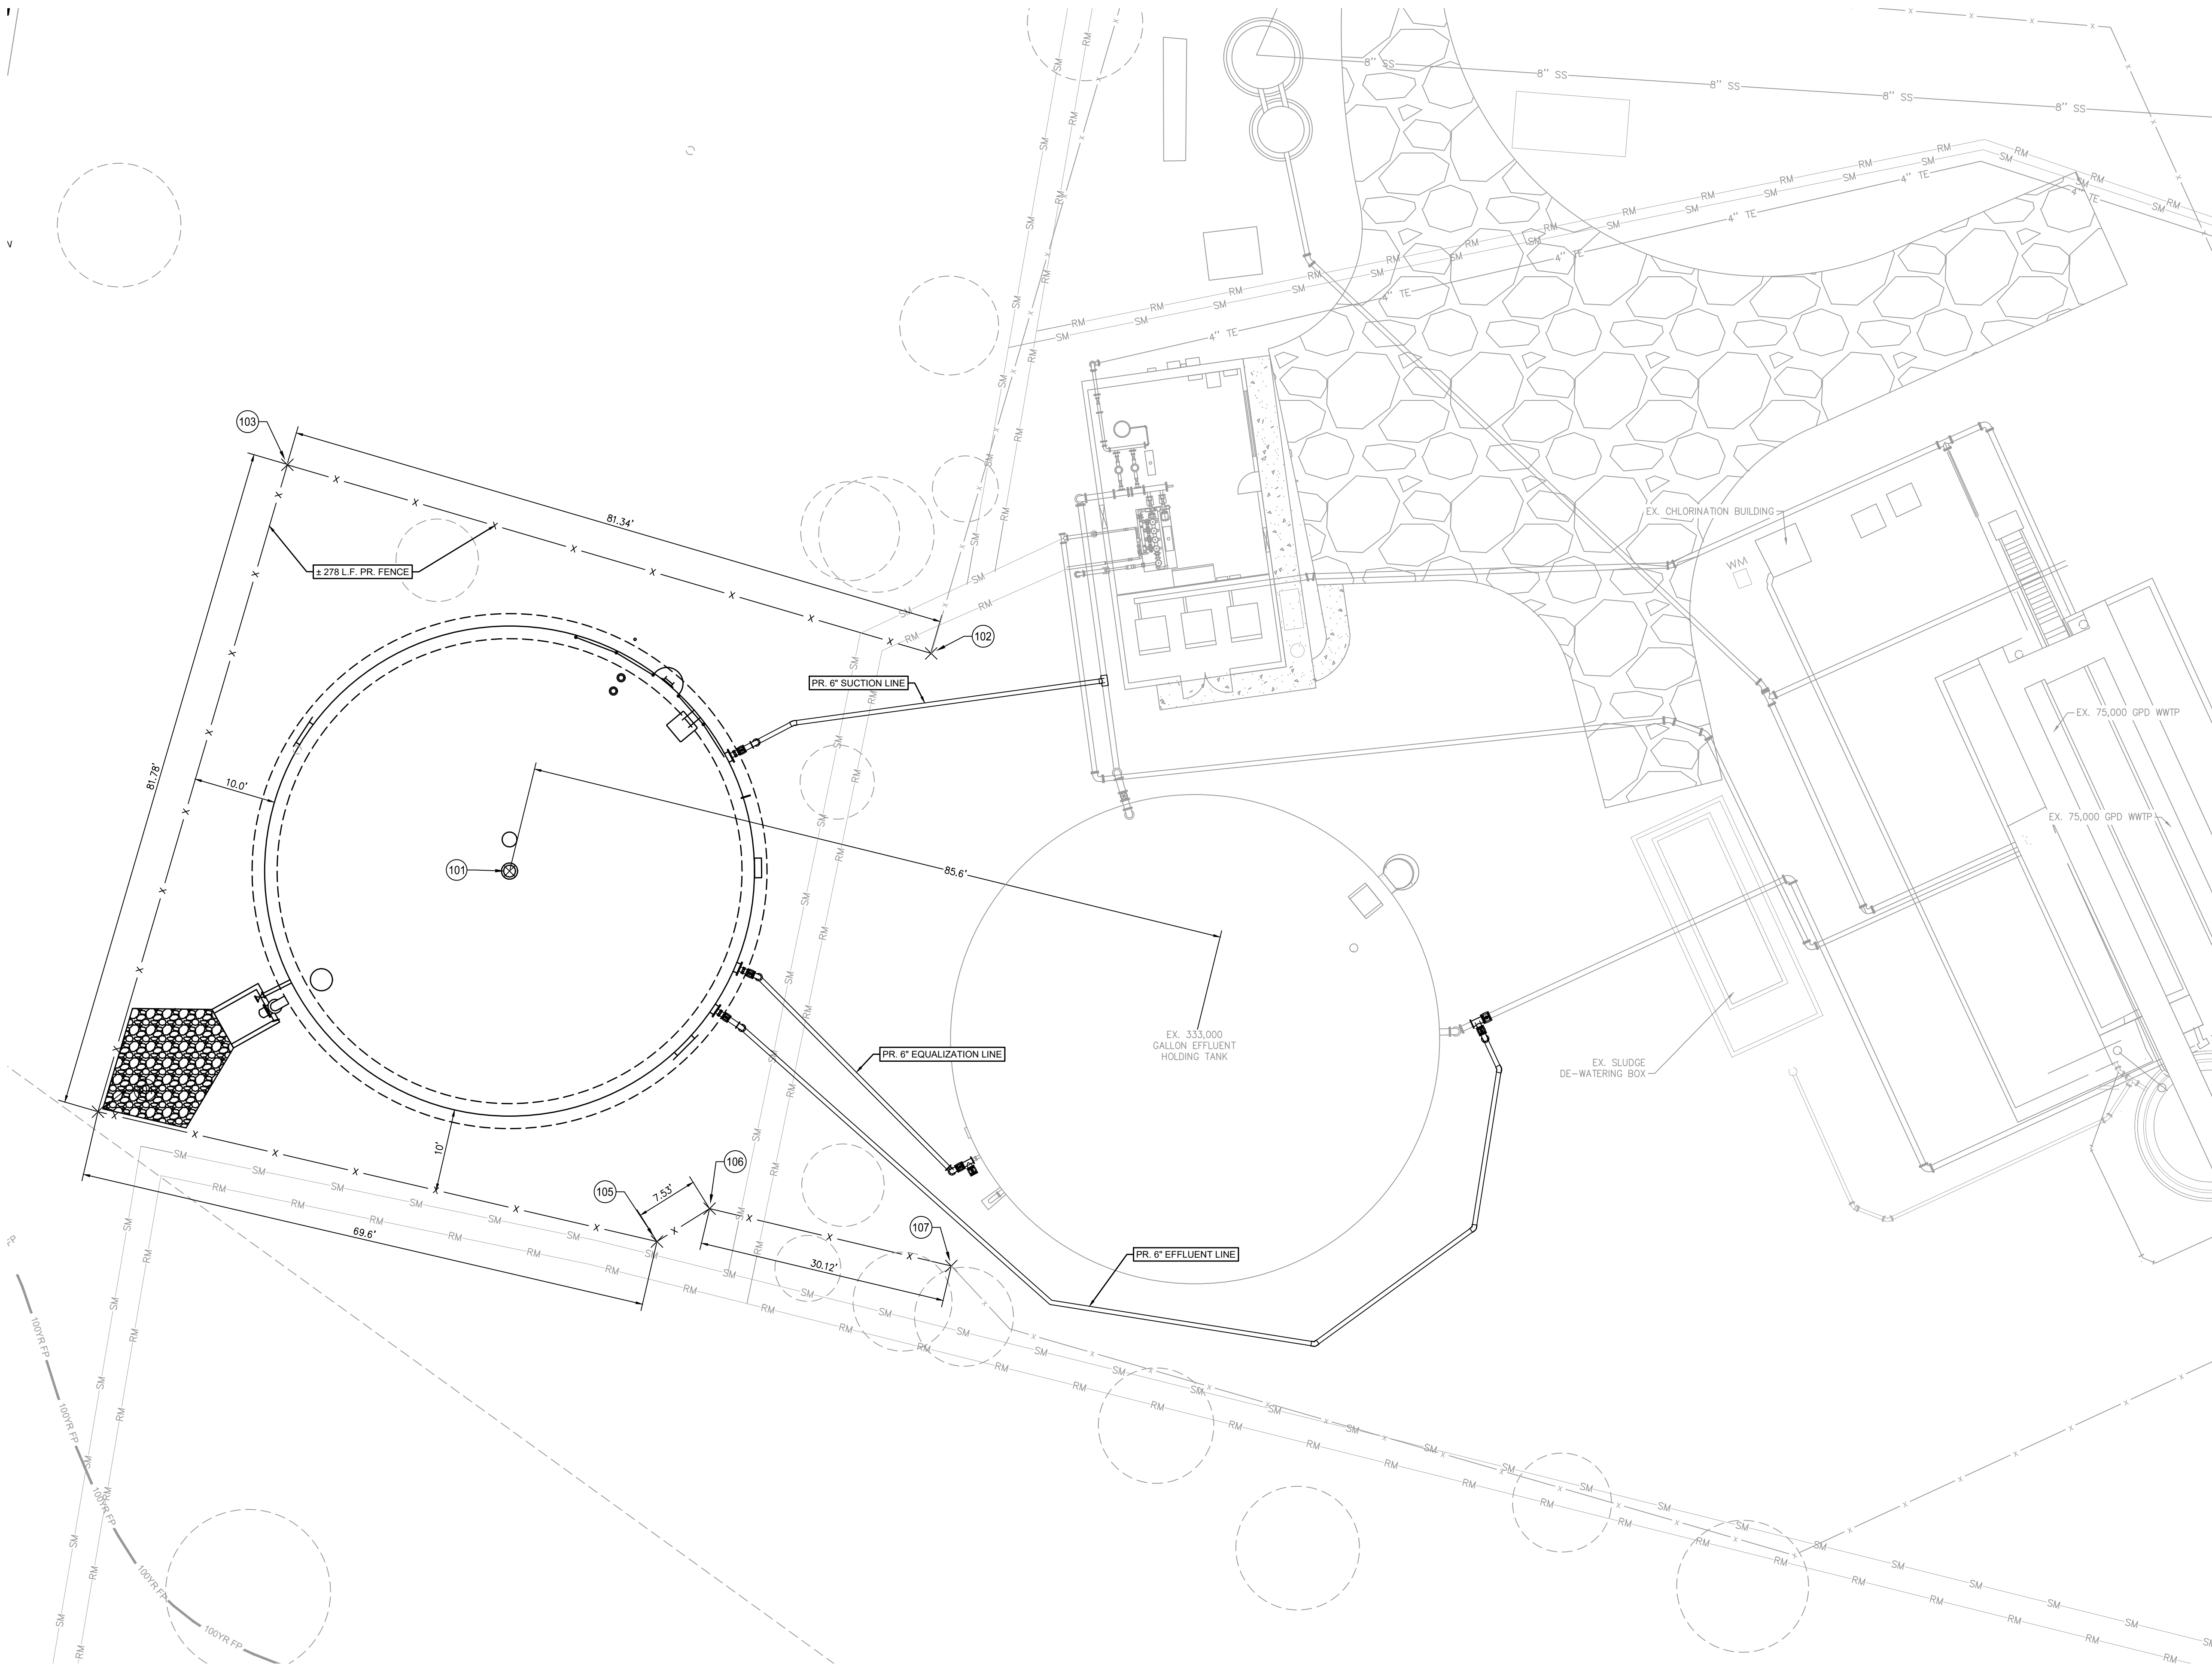 8'' SS
8'' SS
8'' SS
8'' SS
8'' SS
RM
SM
4'' TE
4'' TE
4'' TE
4'' TE
4'' TE
103
81.34'
± 278 L.F. PR. FENCE
102
PR. 6" SUCTION LINE
EX. CHLORINATION BUILDING
WM
EX. 75,000 GPD WWTP
EX. 75,000 GPD WWTP
81.78'
10.0'
101
85.6'
EX. 333,000
GALLON EFFLUENT
HOLDING TANK
PR. 6" EQUALIZATION LINE
EX. SLUDGE
DE-WATERING BOX
10'
106
105
7.53'
107
69.6'
30.12'
PR. 6" EFFLUENT LINE
100YR FP
100YR FP
100YR FP
100YR FP
100YR FP